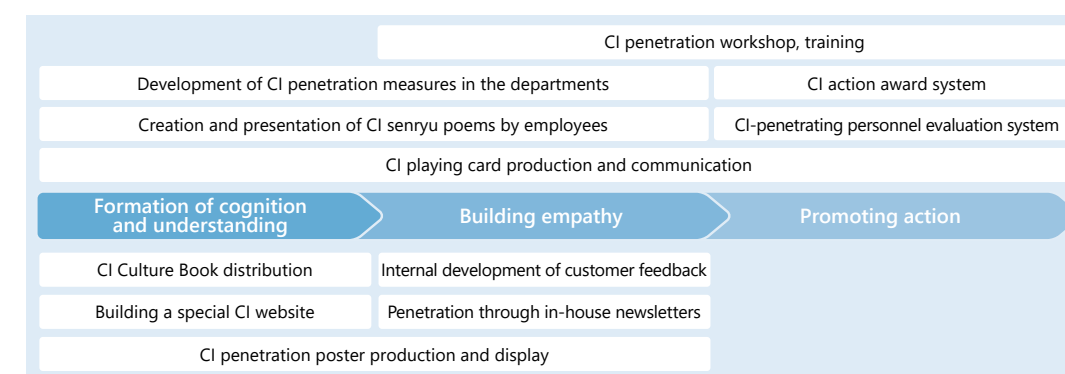 CI penetration workshop, training
Development of CI penetration measures in the departments
CI action award system
Creation and presentation of CI senryu poems by employees
CI-penetrating personnel evaluation system
CI playing card production and communication
Formation of cognition
and understanding
Building empathy
Promoting action
CI Culture Book distribution
Internal development of customer feedback
Building a special CI website
Penetration through in-house newsletters
CI penetration poster production and display